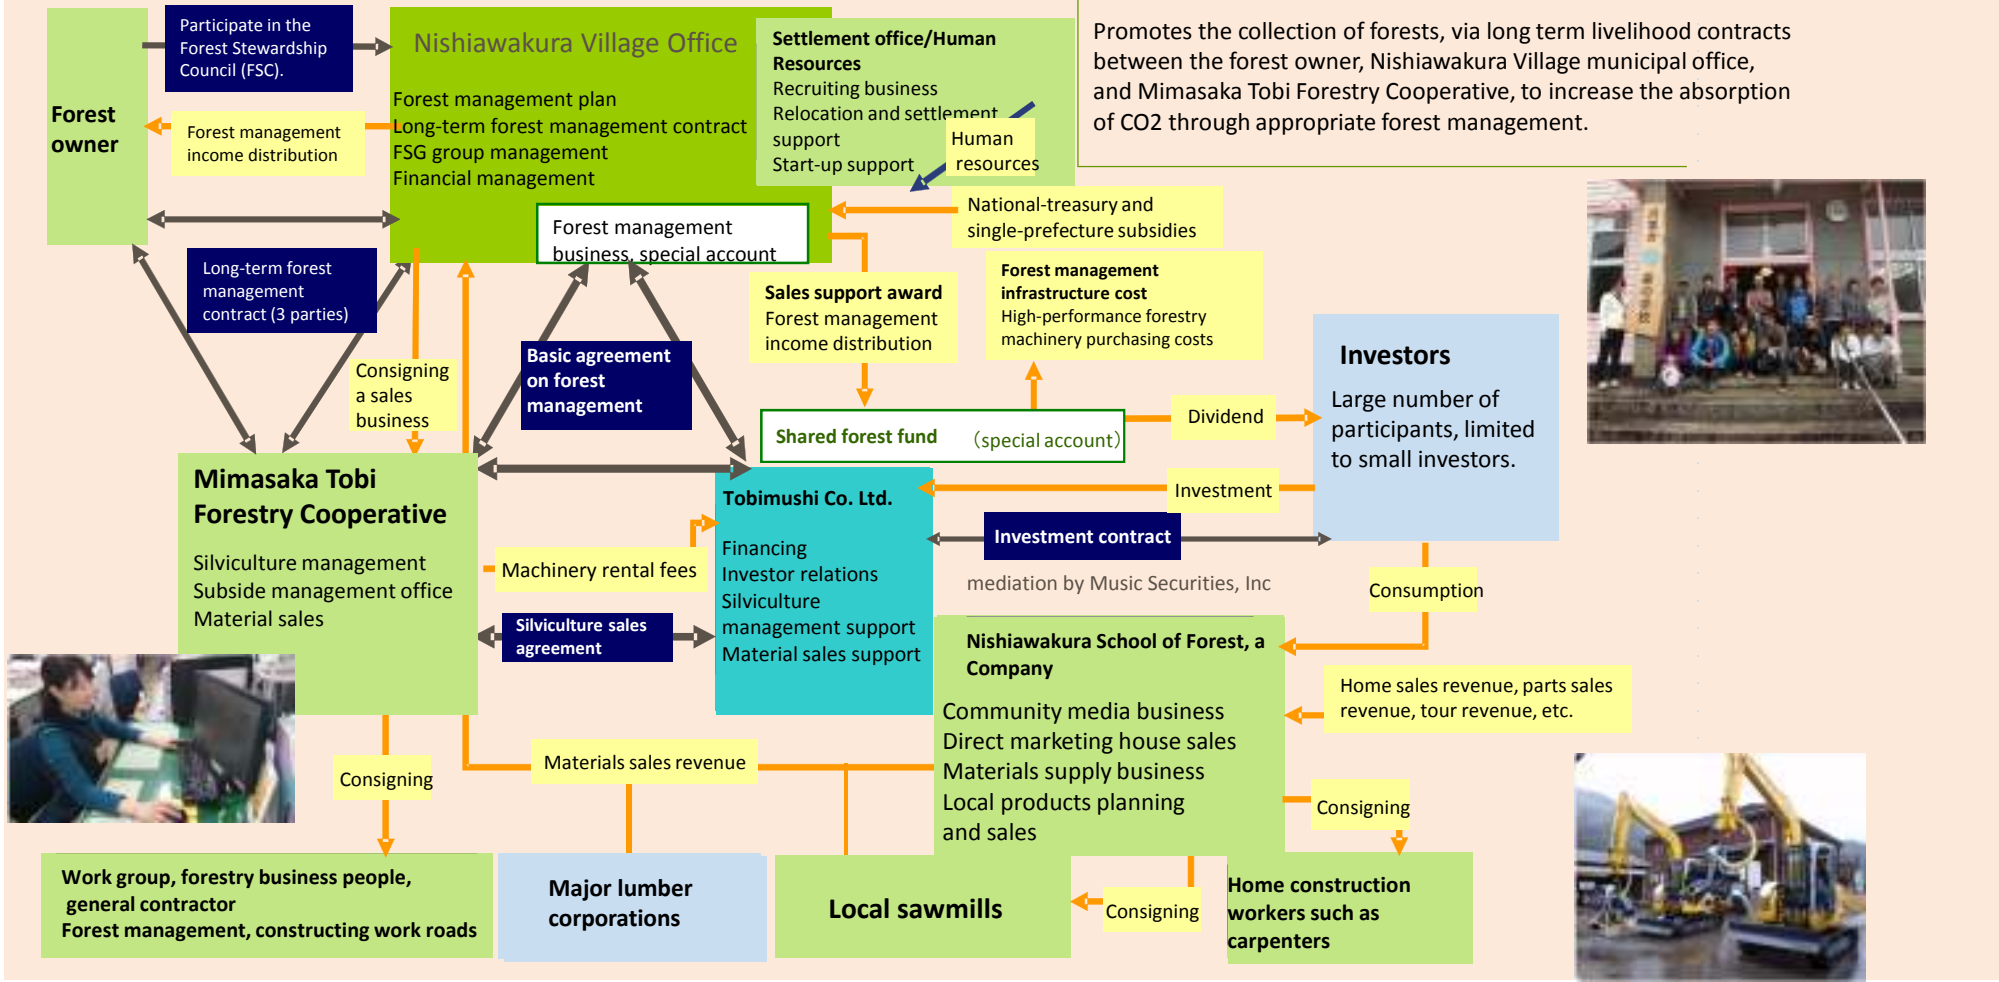 Participate in the
Forest Stewardship
Council (FSC).
Nishiawakura Village Office
Settlement office/Human
Resources
Recruiting business
Relocation and settlement
support
Start-up support
Human
resources
Promotes the collection of forests, via long term livelihood contracts
between the forest owner, Nishiawakura Village municipal office,
and Mimasaka Tobi Forestry Cooperative, to increase the absorption
of CO2 through appropriate forest management.
Forest
owner
Forest management
income distribution
Forest management plan
Long-term forest management contract
FSG group management
Financial management
National-treasury and
single-prefecture subsidies
Forest management
business, special account
Long-term forest
management
contract (3 parties)
Sales support award
Forest management
income distribution
Forest management
infrastructure cost
High-performance forestry
machinery purchasing costs
Consigning
a sales
business
Basic agreement
on forest
management
Investors
Large number of
participants, limited
to small investors.
Shared forest fund （special account）
Dividend
Investment
Mimasaka Tobi
Forestry Cooperative
Silviculture management
Subside management office
Material sales
Tobimushi Co. Ltd.
Financing
Investor relations
Silviculture
management support
Material sales support
Machinery rental fees
Investment contract
mediation by Music Securities, Inc
Consumption
Silviculture sales
agreement
Nishiawakura School of Forest, a
Company
Community media business
Direct marketing house sales
Materials supply business
Local products planning
and sales
Home sales revenue, parts sales
revenue, tour revenue, etc.
Consigning
Materials sales revenue
Consigning
Work group, forestry business people,
general contractor
Forest management, constructing work roads
Major lumber
corporations
Local sawmills
Consigning
Home construction
workers such as
carpenters